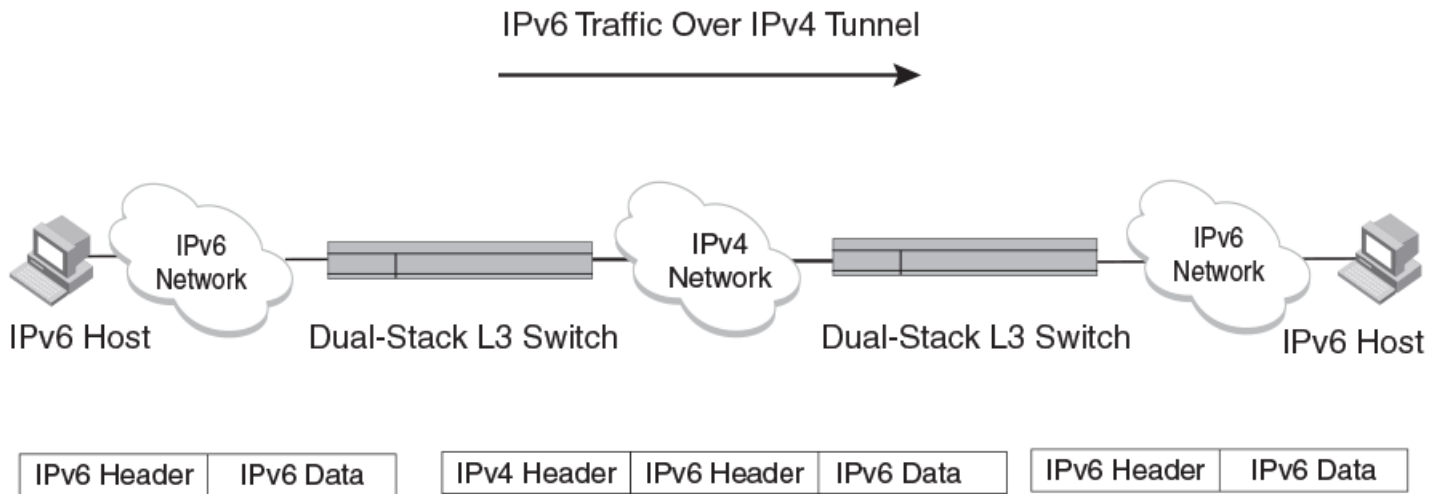 IPv6 Traffic Over IPv4 Tunnel
IPv6
Network
IPv4
Network
IPv6
Network
IPv6 Host
Dual-Stack L3 Switch
Dual-Stack L3 Switch
IPv6 Host
IPv6 Header IPv6 Data
IPv4 Header IPv6 Header IPv6 Data
IPv6 Header IPv6 Data